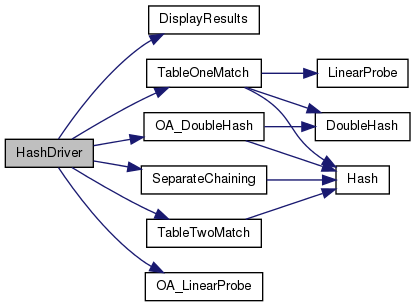 DisplayResults
TableOneMatch
LinearProbe
OA_DoubleHash
DoubleHash
HashDriver
SeparateChaining
Hash
TableTwoMatch
OA_LinearProbe